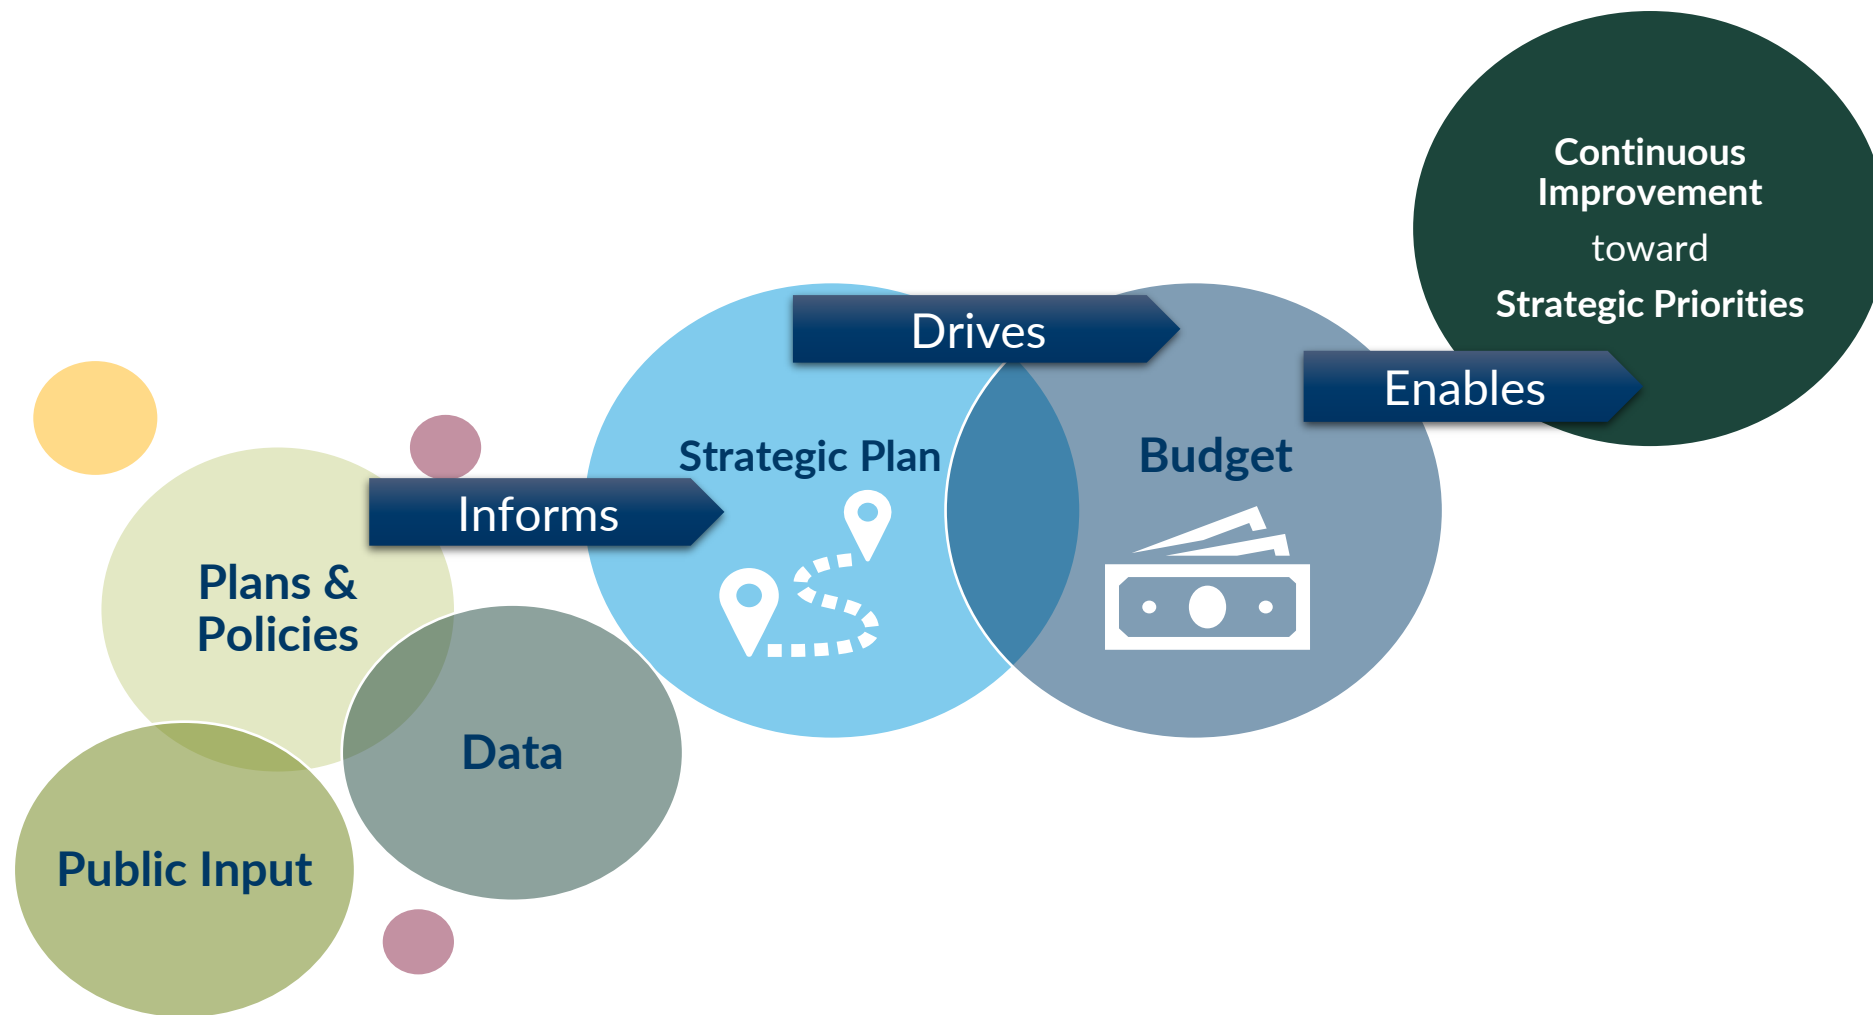 Plans &
Policies
Public Input
Data
Informs
Strategic Plan
Drives
Budget
Enables
Continuous
Improvement
toward
Strategic Priorities